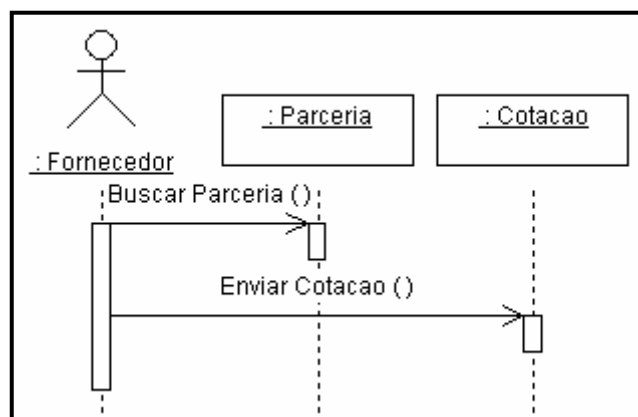 : Parceria
: Cotacao
: Fornecedor
Buscar Parceria ( )
Enviar Cotacao ( )